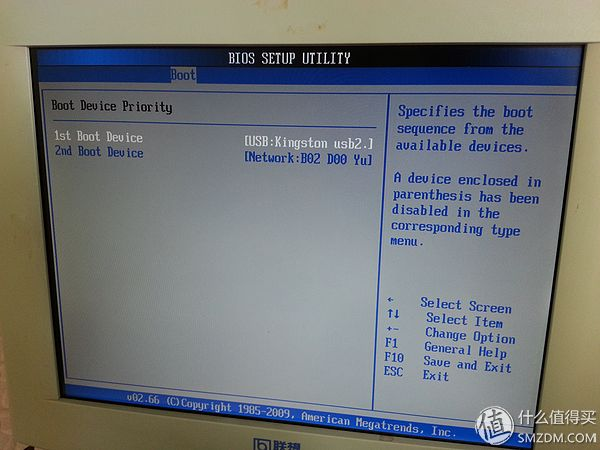 BIOS SETUP UTILITY
Boot
Boot Device Priority
1st Boot Device [USB:Kingston usb2.]
2nd Boot Device [Network:B02 D00 Yu]
Specifies the boot
sequence from the
available devices.
A device enclosed in
parenthesis has been
disabled in the
corresponding type
menu.
← Select Screen
↑↓ Select Item
+- Change Option
F1 General Help
F10 Save and Exit
ESC Exit
v02.66 (C)Copyright 1985-2009, American Megatrends, Inc.
联想
值 什么值得买
SMZDM.COM